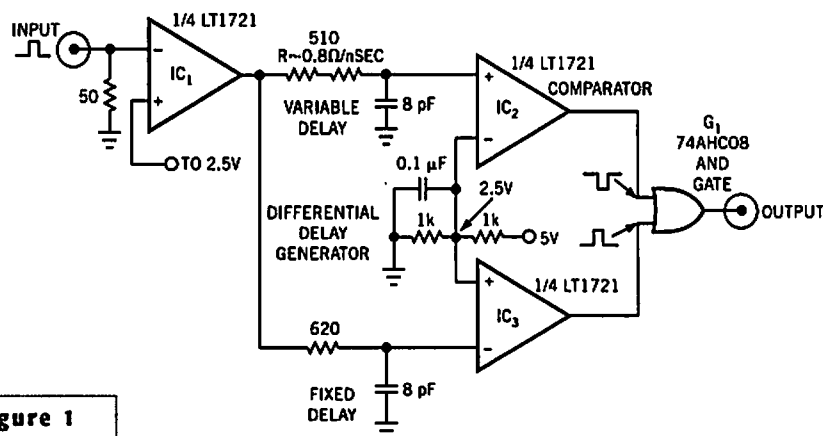 1/4 LT1721
INPUT
50
−
IC1
+
TO 2.5V
510
R~0.8Ω/nSEC
VARIABLE
DELAY
8 pF
1/4 LT1721
COMPARATOR
+
IC2
−
G1
74AHC08
AND
GATE
0.1 µF
2.5V
DIFFERENTIAL
DELAY
GENERATOR
1k
1k
5V
OUTPUT
1/4 LT1721
+
IC3
−
620
8 pF
FIXED
DELAY
gure 1